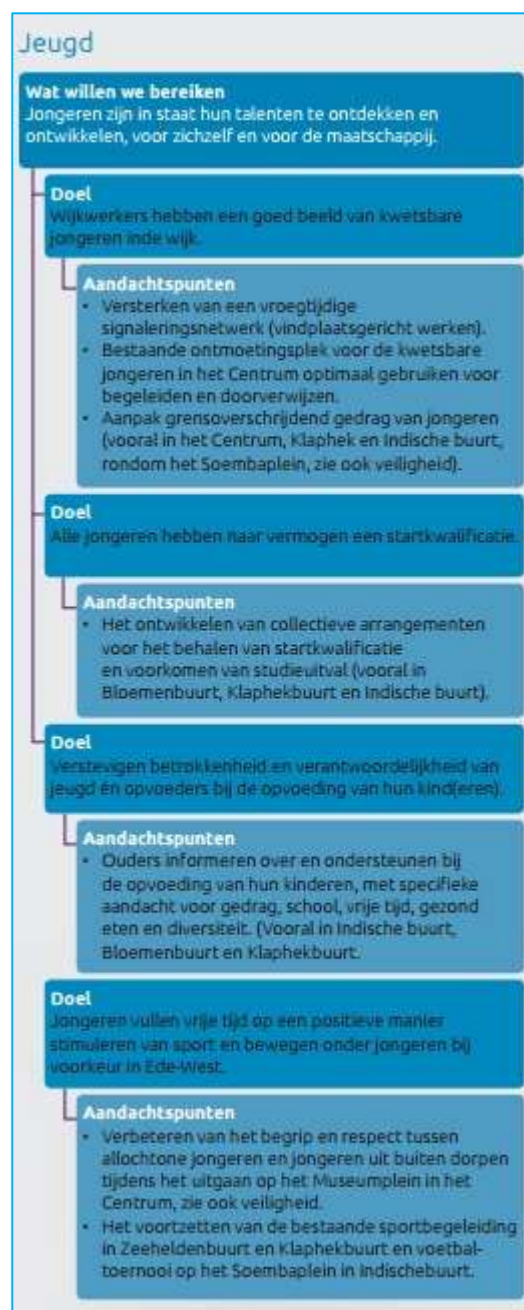 Jeugd
Wat willen we bereiken
Jongeren zijn in staat hun talenten te ontdekken en
ontwikkelen, voor zichzelf en voor de maatschappij.
Doel
Wijkwerkers hebben een goed beeld van kwetsbare
jongeren inde wijk.
Aandachtspunten
• Versterken van een vroegtijdige
signaleringsnetwerk (vindplaatsgericht werken).
• Bestaande ontmoetingsplek voor de kwetsbare
jongeren in het Centrum optimaal gebruiken voor
begeleiden en doorverwijzen.
• Aanpak grensoverschrijdend gedrag van jongeren
(vooral in het Centrum, Klaphek en Indische buurt,
rondom het Soembaplein, zie ook veiligheid).
Doel
Alle jongeren hebben naar vermogen een startkwalificatie.
Aandachtspunten
• Het ontwikkelen van collectieve arrangementen
voor het behalen van startkwalificatie
en voorkomen van studieuitval (vooral in
Bloemenbuurt, Klaphekbuurt en Indische buurt).
Doel
Verstevigen betrokkenheid en verantwoordelijkheid van
jeugd én opvoeders bij de opvoeding van hun kind(eren).
Aandachtspunten
• Ouders informeren over en ondersteunen bij
de opvoeding van hun kinderen, met specifieke
aandacht voor gedrag, school, vrije tijd, gezond
eten en diversiteit. (Vooral in Indische buurt,
Bloemenbuurt en Klaphekbuurt.
Doel
Jongeren vullen vrije tijd op een positieve manier
stimuleren van sport en bewegen onder jongeren bij
voorkeur in Ede-West.
Aandachtspunten
• Verbeteren van het begrip en respect tussen
allochtone jongeren en jongeren uit buiten dorpen
tijdens het uitgaan op het Museumplein in het
Centrum, zie ook veiligheid.
• Het voortzetten van de bestaande sportbegeleiding
in Zeeheldenbuurt en Klaphekbuurt en voetbal-
toernooi op het Soembaplein in Indischebuurt.